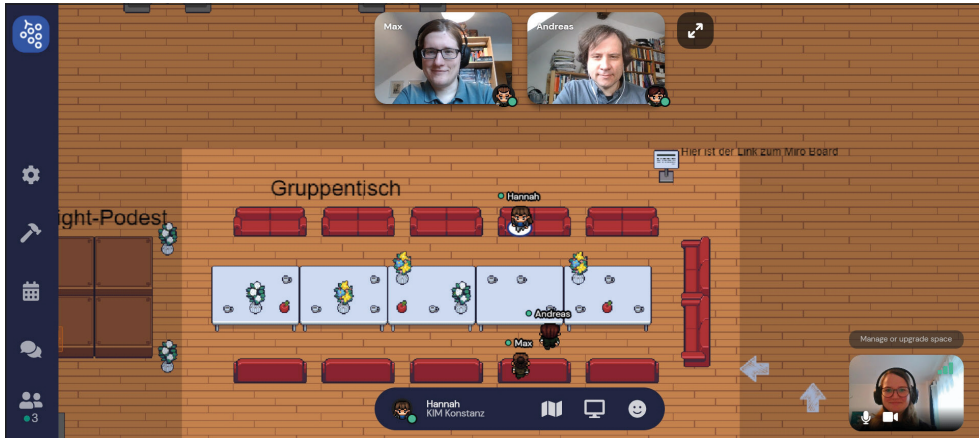 Max
Andreas
Hier ist der Link zum Miro Board
Gruppentisch
Hannah
ight-Podest
Andreas
Max
Manage or upgrade space
Hannah
KIM Konstanz
3